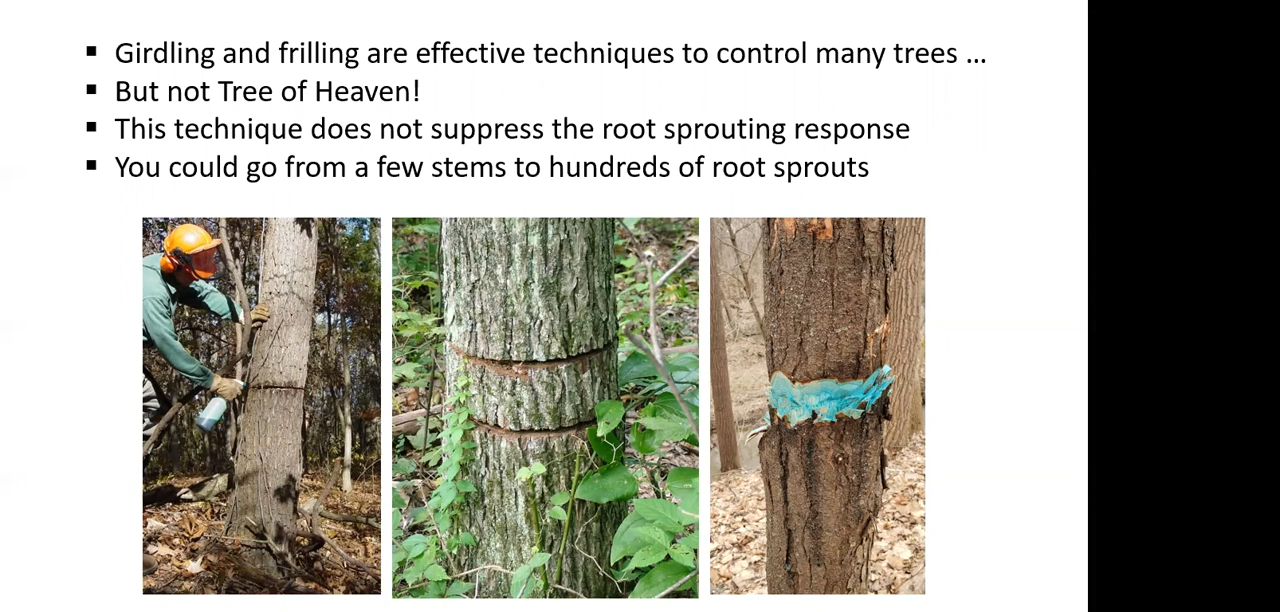 ▪ Girdling and frilling are effective techniques to control many trees …
▪ But not Tree of Heaven!
▪ This technique does not suppress the root sprouting response
▪ You could go from a few stems to hundreds of root sprouts